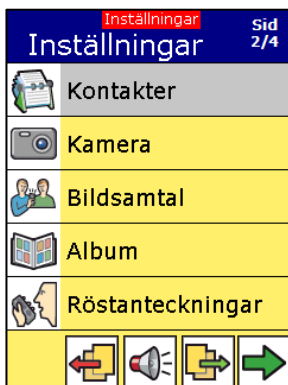 Inställningar
Inställningar
Sid
2/4
Kontakter
Kamera
Bildsamtal
Album
Röstanteckningar